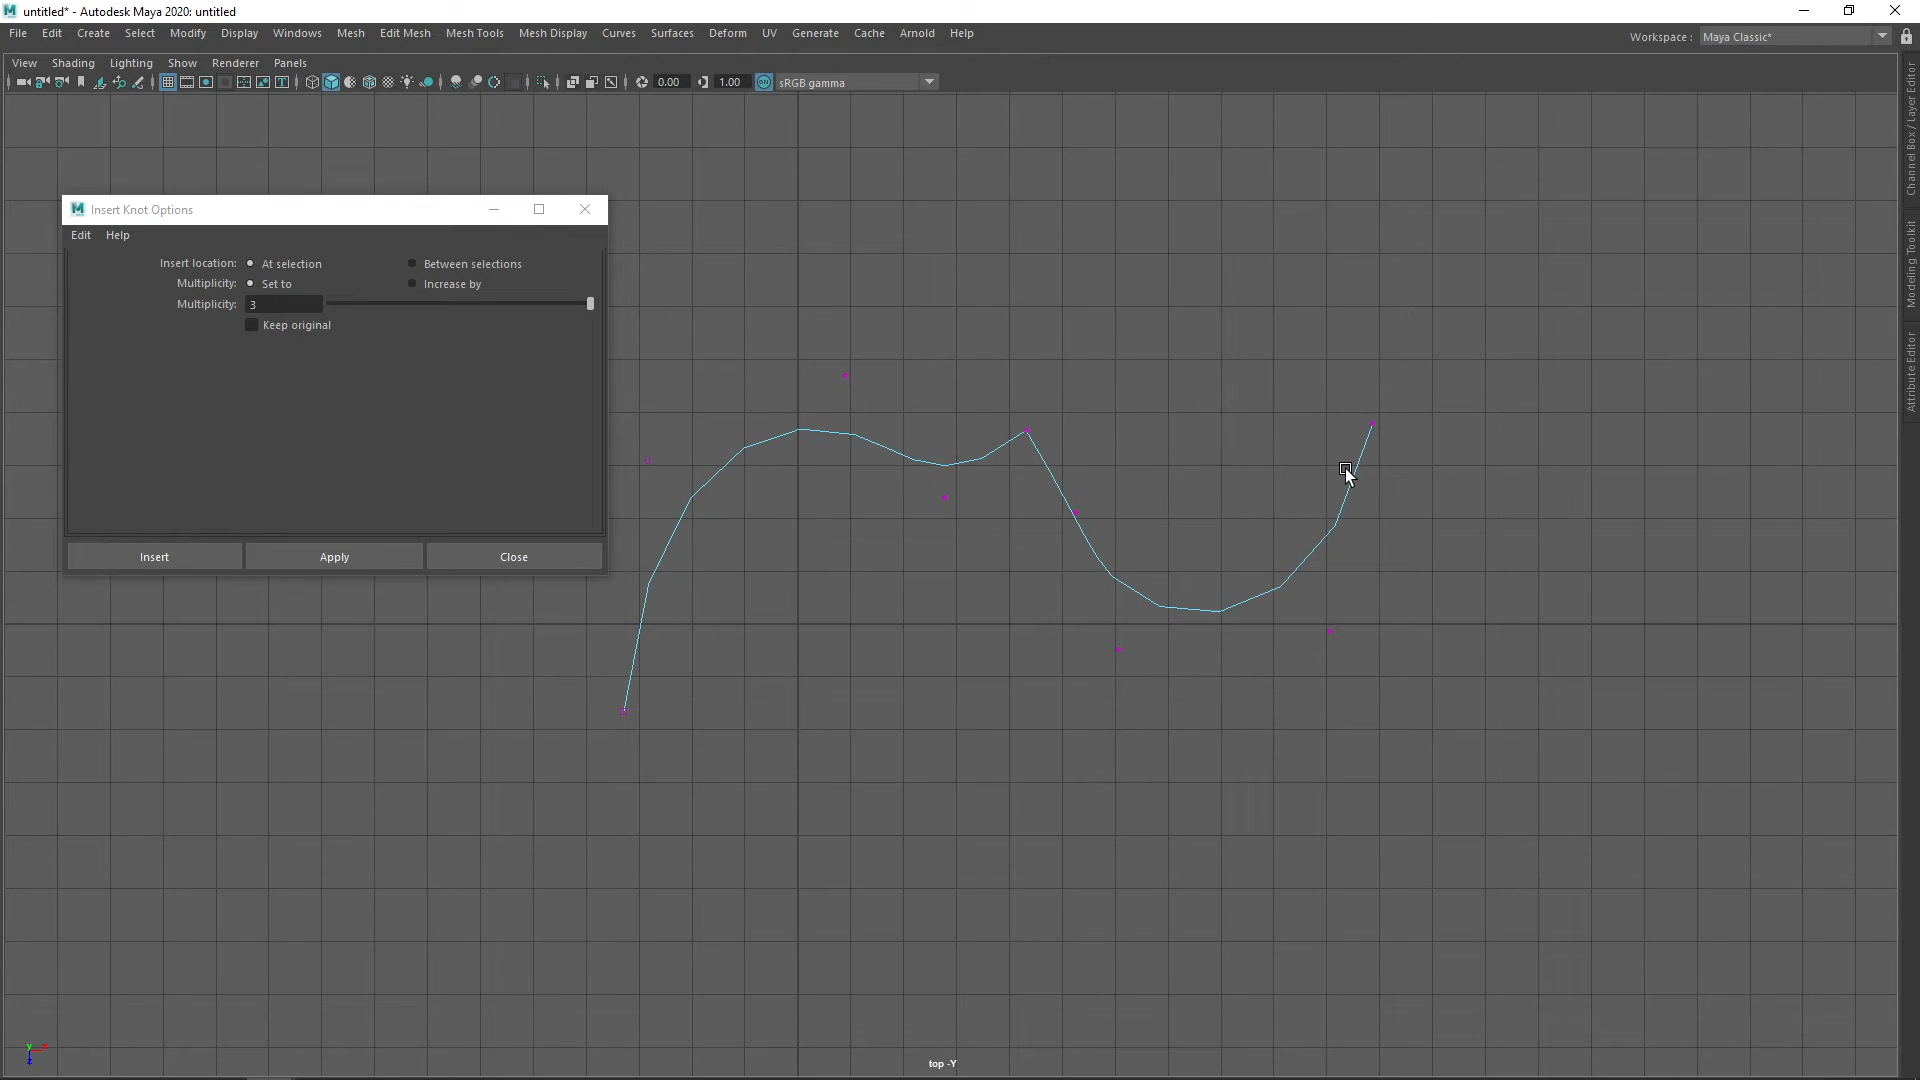 untitled* - Autodesk Maya 2020: untitled
File Edit Create Select Modify Display Windows Mesh Edit Mesh Mesh Tools Mesh Display Curves Surfaces Deform UV Generate Cache Arnold Help
Workspace : Maya Classic*
View Shading Lighting Show Renderer Panels
0.00 1.00 ON sRGB gamma
Channel Box / Layer Editor
Modeling Toolkit
Attribute Editor
Insert Knot Options
Edit Help
Insert location: At selection Between selections
Multiplicity: Set to Increase by
Multiplicity: 3
Keep original
Insert Apply Close
y x
z
top -Y